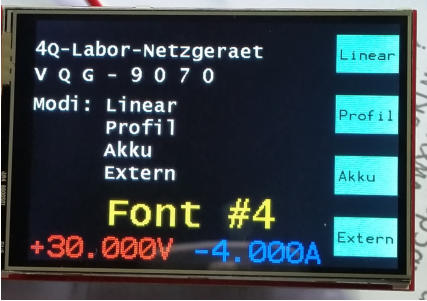 4Q-Labor-Netzgeraet
V Q G - 9 0 7 0
Modi: Linear
Profil
Akku
Extern
Font #4
+30.000V -4.000A
Linear
Profil
Akku
Extern